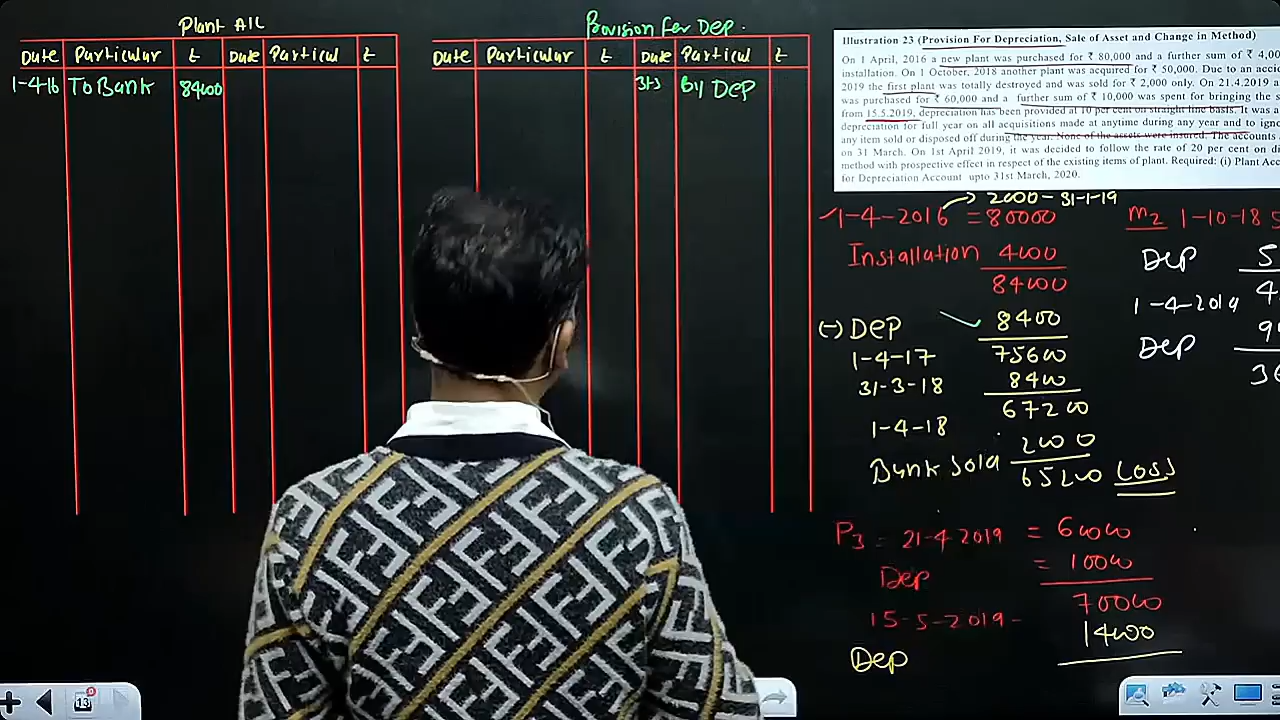 Plant A/C
Date Particular ₹ Date Particul ₹
1-4-16 To Bank 84000
Provision for Dep.
Date Particular ₹ Date Particul ₹
313 By Dep
Illustration 23 (Provision For Depreciation, Sale of Asset and Change in Method)
On 1 April, 2016 a new plant was purchased for ₹ 80,000 and a further sum of ₹ 4,00
installation. On 1 October, 2018 another plant was acquired for ₹ 50,000. Due to an accid
2019 the first plant was totally destroyed and was sold for ₹ 2,000 only. On 21.4.2019
was purchased for ₹ 60,000 and a further sum of ₹ 10,000 was spent for bringing the
from 15.5.2019, depreciation has been provided at 10 per cent on straight line basis. It was a
depreciation for full year on all acquisitions made at anytime during any year and to igno
any item sold or disposed off during the year. None of the assets were insured. The accounts
on 31 March. On 1st April 2019, it was decided to follow the rate of 20 per cent on di
method with prospective effect in respect of the existing items of plant. Required: (i) Plant Acc
for Depreciation Account upto 31st March, 2020.
2000 - 31-1-19
1-4-2016 = 80000
Installation 4000
84000
(-) Dep 8400
1-4-17 75600
31-3-18 8400
1-4-18 67200
2000
Bank Sold 65200 Loss
M2 1-10-18 5
Dep 5
4
1-4-2019
9
Dep
36
P3 = 21-4-2019 = 60000
= 10000
Dep
70000
15-5-2019-
14000
Dep
13